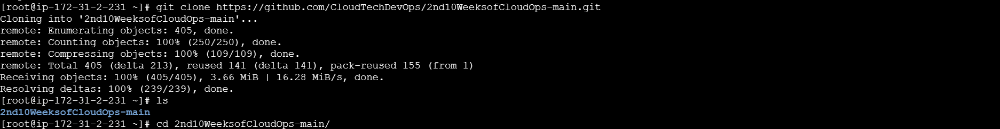 [root@ip-172-31-2-231 ~]# git clone https://github.com/CloudTechDevOps/2nd10WeeksofCloudOps-main.git
Cloning into '2nd10WeeksofCloudOps-main'...
remote: Enumerating objects: 405, done.
remote: Counting objects: 100% (250/250), done.
remote: Compressing objects: 100% (109/109), done.
remote: Total 405 (delta 213), reused 141 (delta 141), pack-reused 155 (from 1)
Receiving objects: 100% (405/405), 3.66 MiB | 16.28 MiB/s, done.
Resolving deltas: 100% (239/239), done.
[root@ip-172-31-2-231 ~]# ls
2nd10WeeksofCloudOps-main
[root@ip-172-31-2-231 ~]# cd 2nd10WeeksofCloudOps-main/